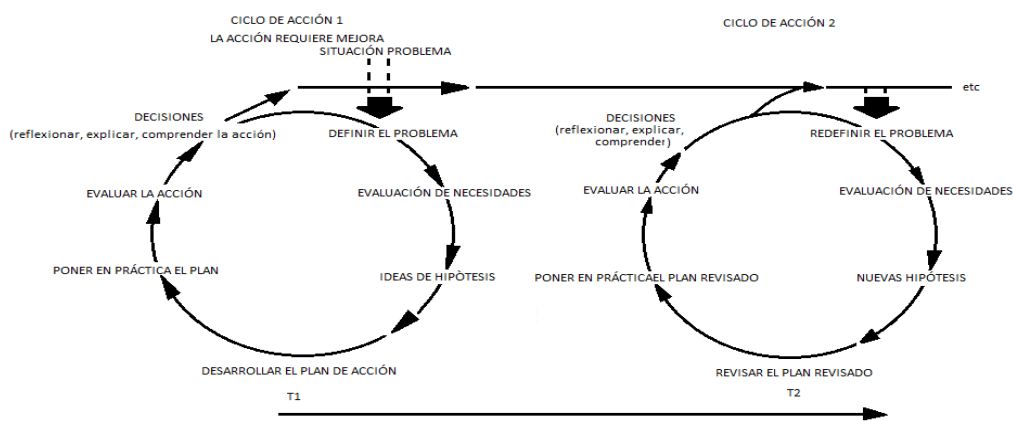 CICLO DE ACCIÓN 1
LA ACCIÓN REQUIERE MEJORA
SITUACIÓN PROBLEMA
DECISIONES
(reflexionar, explicar, comprender la acción)
DEFINIR EL PROBLEMA
EVALUAR LA ACCIÓN
EVALUACIÓN DE NECESIDADES
PONER EN PRÁCTICA EL PLAN
IDEAS DE HIPÒTESIS
DESARROLLAR EL PLAN DE ACCIÓN
T1
CICLO DE ACCIÓN 2
etc
DECISIONES
(reflexionar, explicar,
comprender)
REDEFINIR EL PROBLEMA
EVALUAR LA ACCIÓN
EVALUACIÓN DE NECESIDADES
PONER EN PRÁCTICAEL PLAN REVISADO
NUEVAS HIPÓTESIS
REVISAR EL PLAN REVISADO
T2